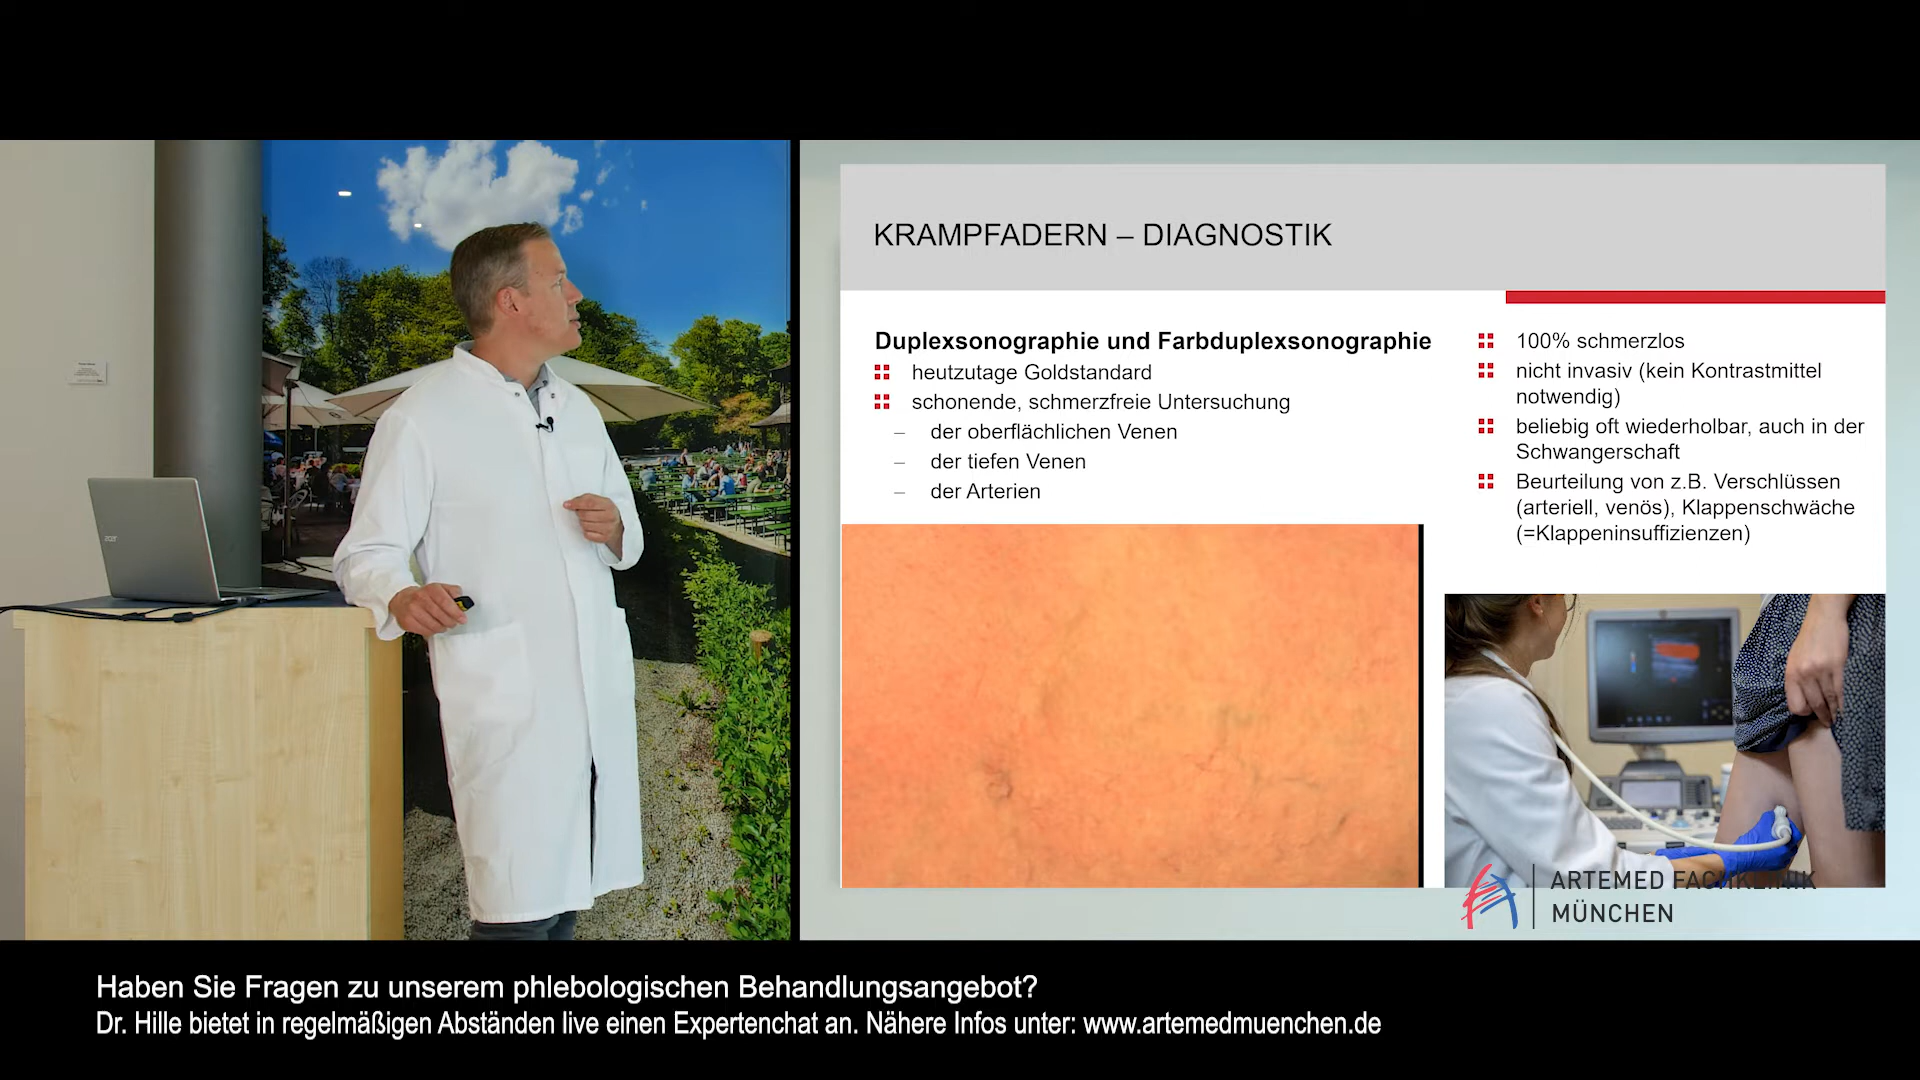 acer
KRAMPFADERN – DIAGNOSTIK
Duplexsonographie und Farbduplexsonographie
heutzutage Goldstandard
schonende, schmerzfreie Untersuchung
– der oberflächlichen Venen
– der tiefen Venen
– der Arterien
100% schmerzlos
nicht invasiv (kein Kontrastmittel
notwendig)
beliebig oft wiederholbar, auch in der
Schwangerschaft
Beurteilung von z.B. Verschlüssen
(arteriell, venös), Klappenschwäche
(=Klappeninsuffizienzen)
ARTEMED FACHKLINIK
MÜNCHEN
Haben Sie Fragen zu unserem phlebologischen Behandlungsangebot?
Dr. Hille bietet in regelmäßigen Abständen live einen Expertenchat an. Nähere Infos unter: www.artemedmuenchen.de